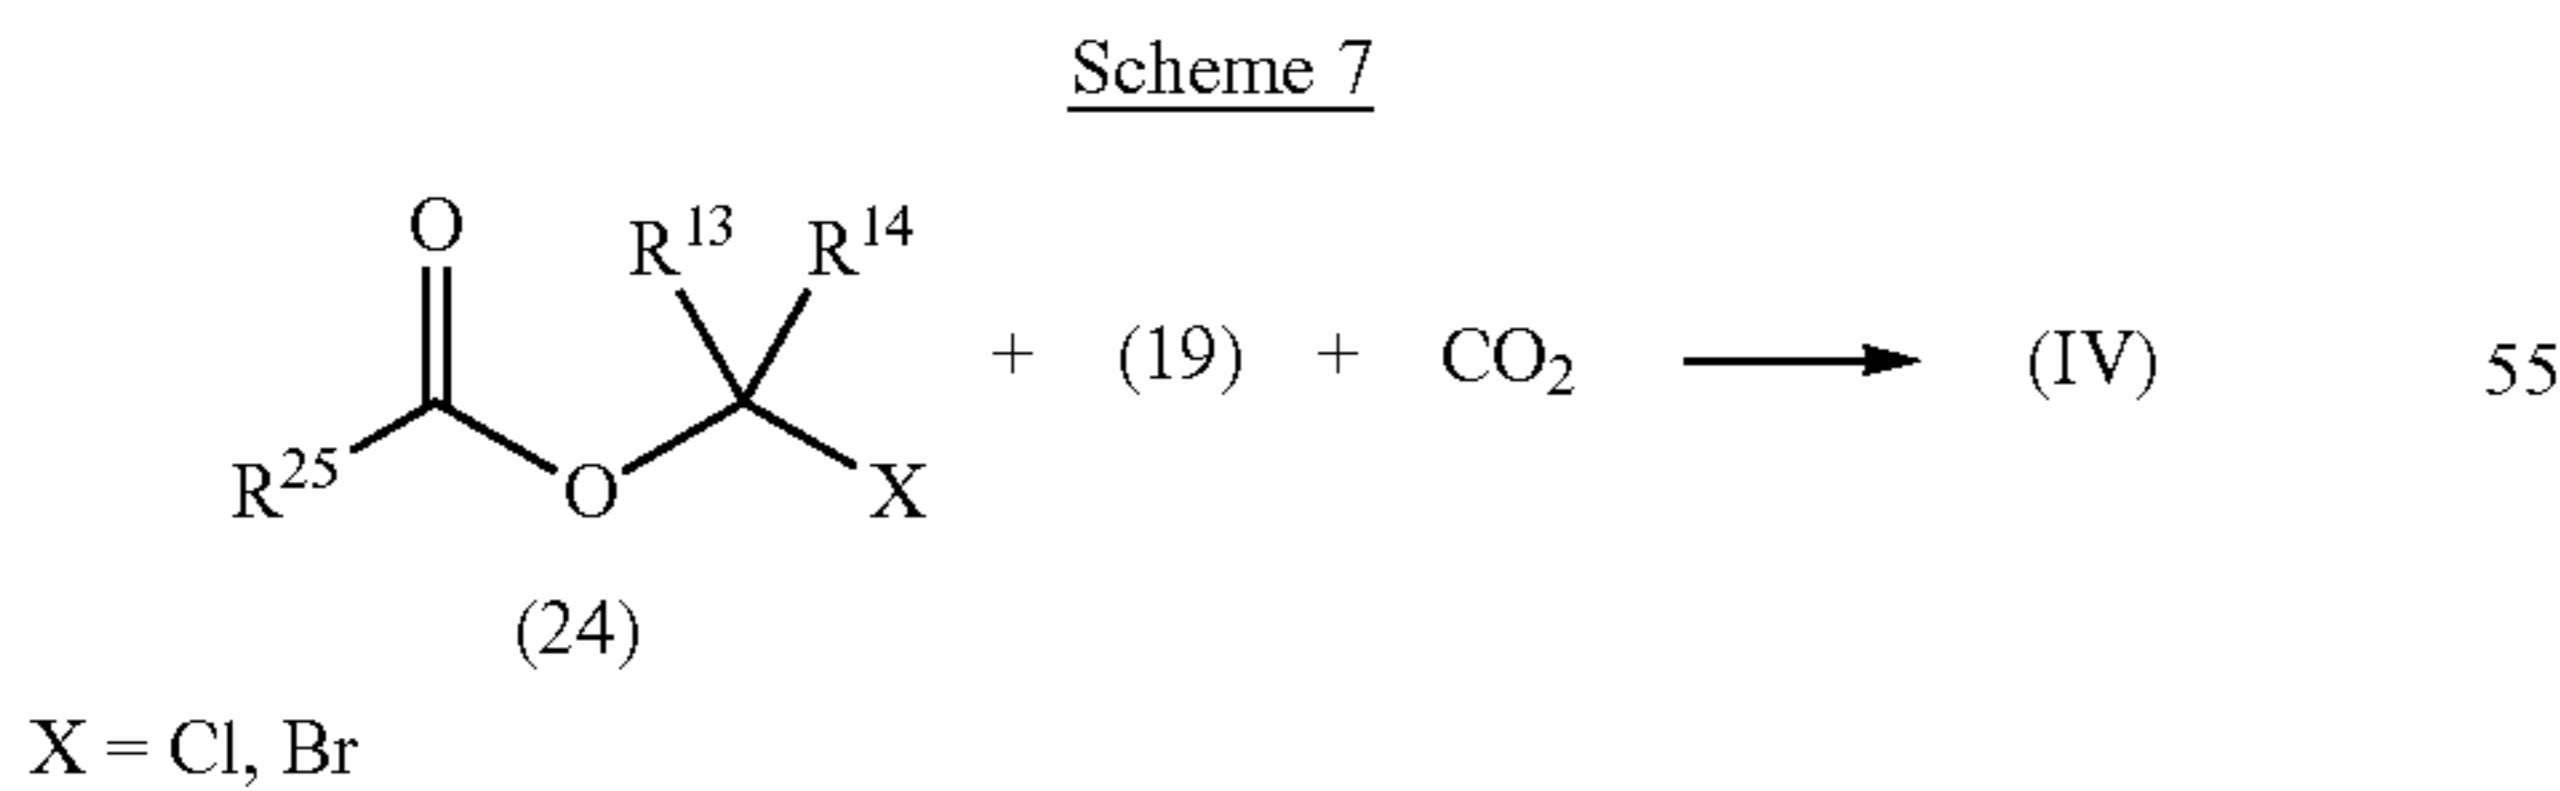 Scheme 7
O
R¹³ R¹⁴
+ (19) + CO₂ (IV) 55
R²⁵ O X
(24)
X = Cl, Br